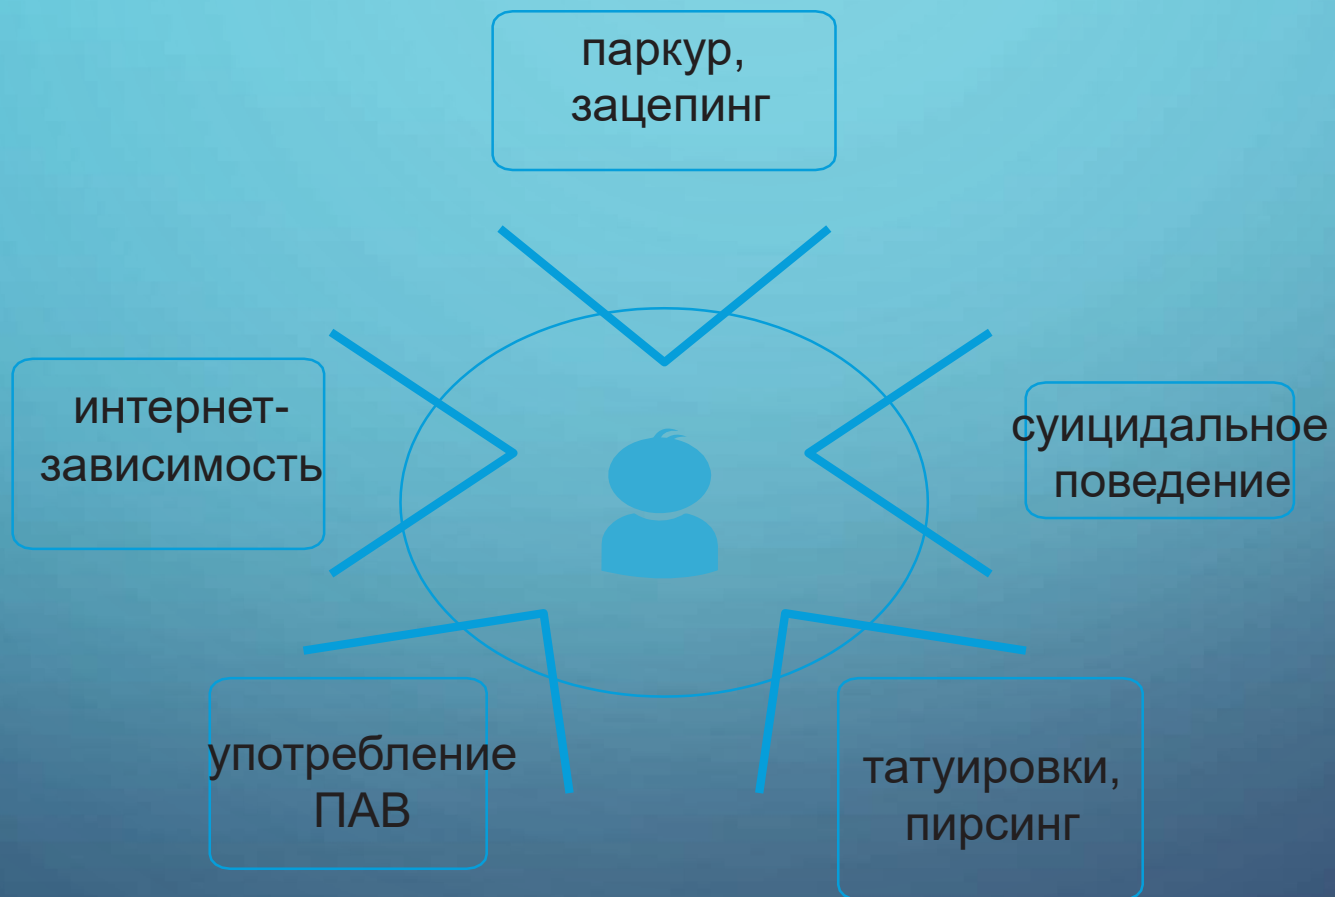 паркур,
зацепинг
интернет-
зависимость
суицидальное
поведение
употребление
ПАВ
татуировки,
пирсинг